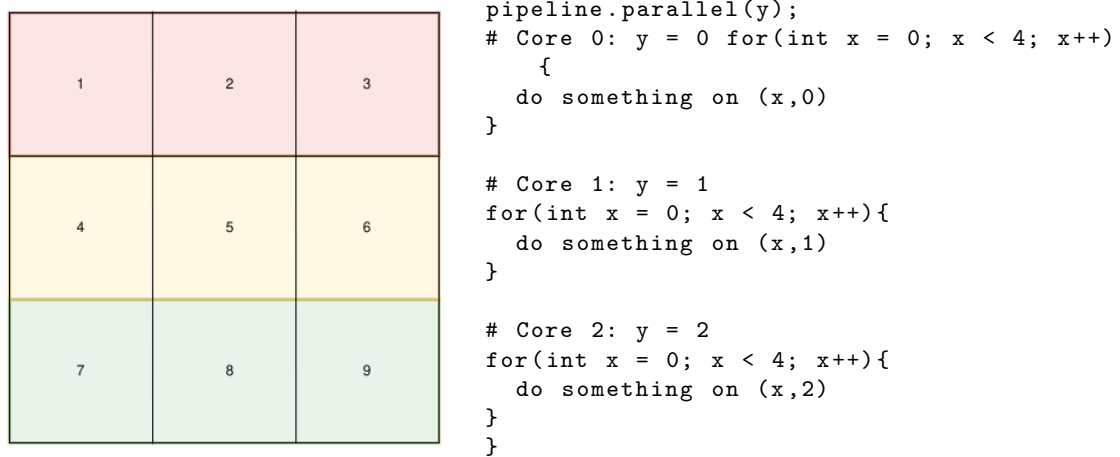 1 2 3
4 5 6
7 8 9
pipeline.parallel(y);
# Core 0: y = 0 for(int x = 0; x < 4; x++)
{
do something on (x,0)
}
# Core 1: y = 1
for(int x = 0; x < 4; x++){
do something on (x,1)
}
# Core 2: y = 2
for(int x = 0; x < 4; x++){
do something on (x,2)
}
}